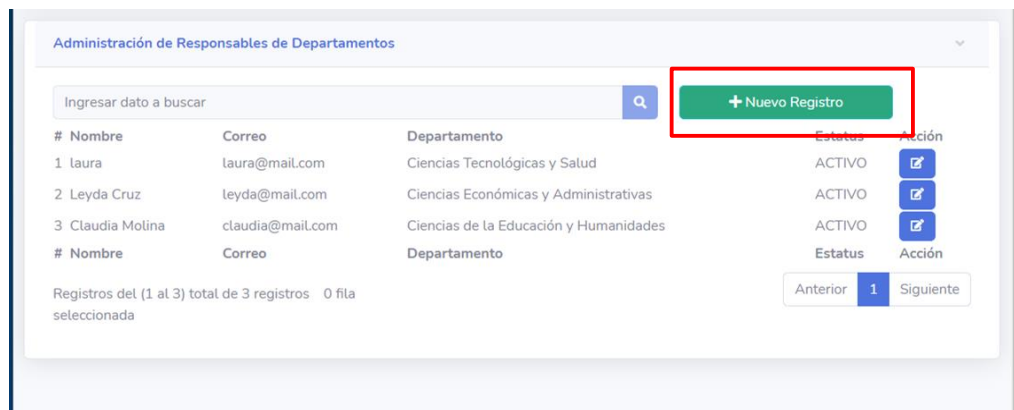 Administración de Responsables de Departamentos
Ingresar dato a buscar
+ Nuevo Registro
# Nombre Correo Departamento Estatus Acción
1 laura laura@mail.com Ciencias Tecnológicas y Salud ACTIVO
2 Leyda Cruz leyda@mail.com Ciencias Económicas y Administrativas ACTIVO
3 Claudia Molina claudia@mail.com Ciencias de la Educación y Humanidades ACTIVO
# Nombre Correo Departamento Estatus Acción
Registros del (1 al 3) total de 3 registros 0 fila
seleccionada
Anterior 1 Siguiente